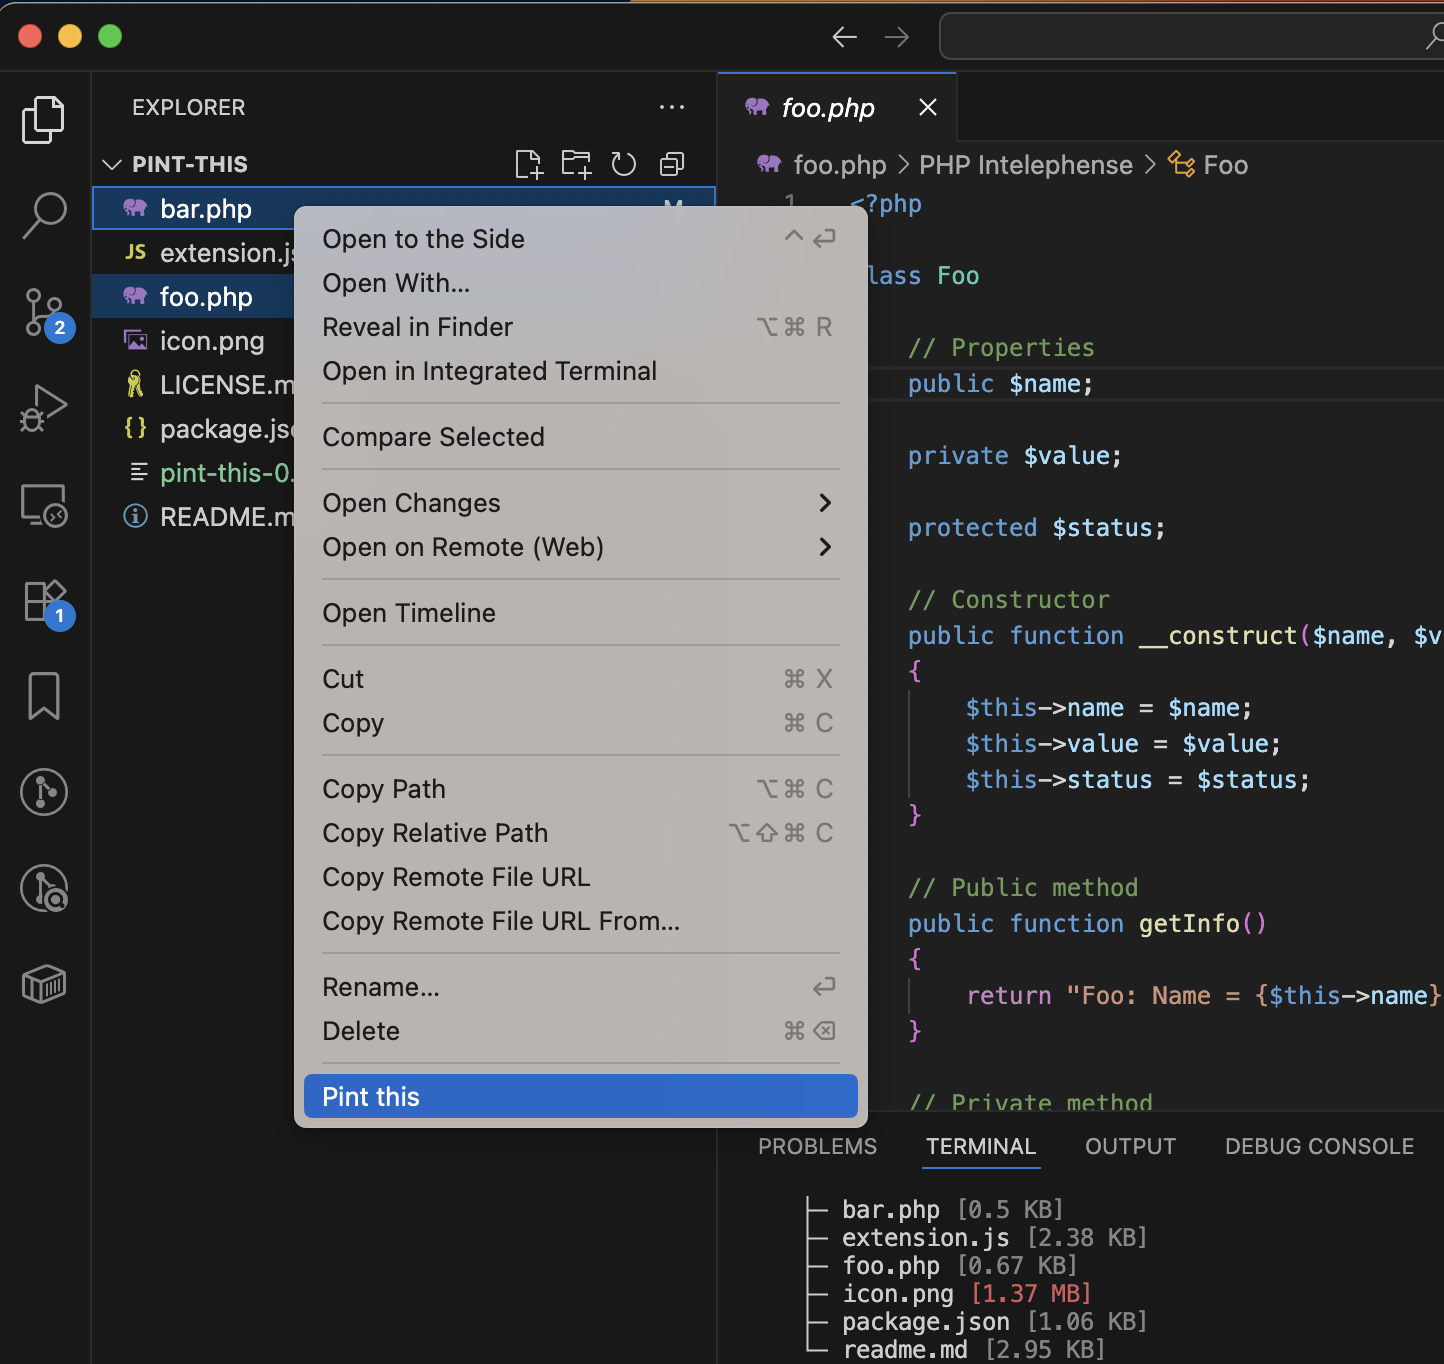 EXPLORER
PINT-THIS
bar.php M
JS extension.js
foo.php
icon.png
LICENSE.m
package.jso
pint-this-0.
README.m
2
1
Open to the Side
Open With...
Reveal in Finder ⌥⌘ R
Open in Integrated Terminal
Compare Selected
Open Changes
Open on Remote (Web)
Open Timeline
Cut ⌘ X
Copy ⌘ C
Copy Path ⌥⌘ C
Copy Relative Path ⌥⇧⌘ C
Copy Remote File URL
Copy Remote File URL From...
Rename...
Delete ⌘⌫
Pint this
foo.php
foo.php > PHP Intelephense > Foo
1 <?php
lass Foo
// Properties
public $name;
private $value;
protected $status;
// Constructor
public function __construct($name, $v
{
$this->name = $name;
$this->value = $value;
$this->status = $status;
}
// Public method
public function getInfo()
{
return "Foo: Name = {$this->name}
}
// Private method
PROBLEMS TERMINAL OUTPUT DEBUG CONSOLE
├─ bar.php [0.5 KB]
├─ extension.js [2.38 KB]
├─ foo.php [0.67 KB]
├─ icon.png [1.37 MB]
├─ package.json [1.06 KB]
└─ readme.md [2.95 KB]